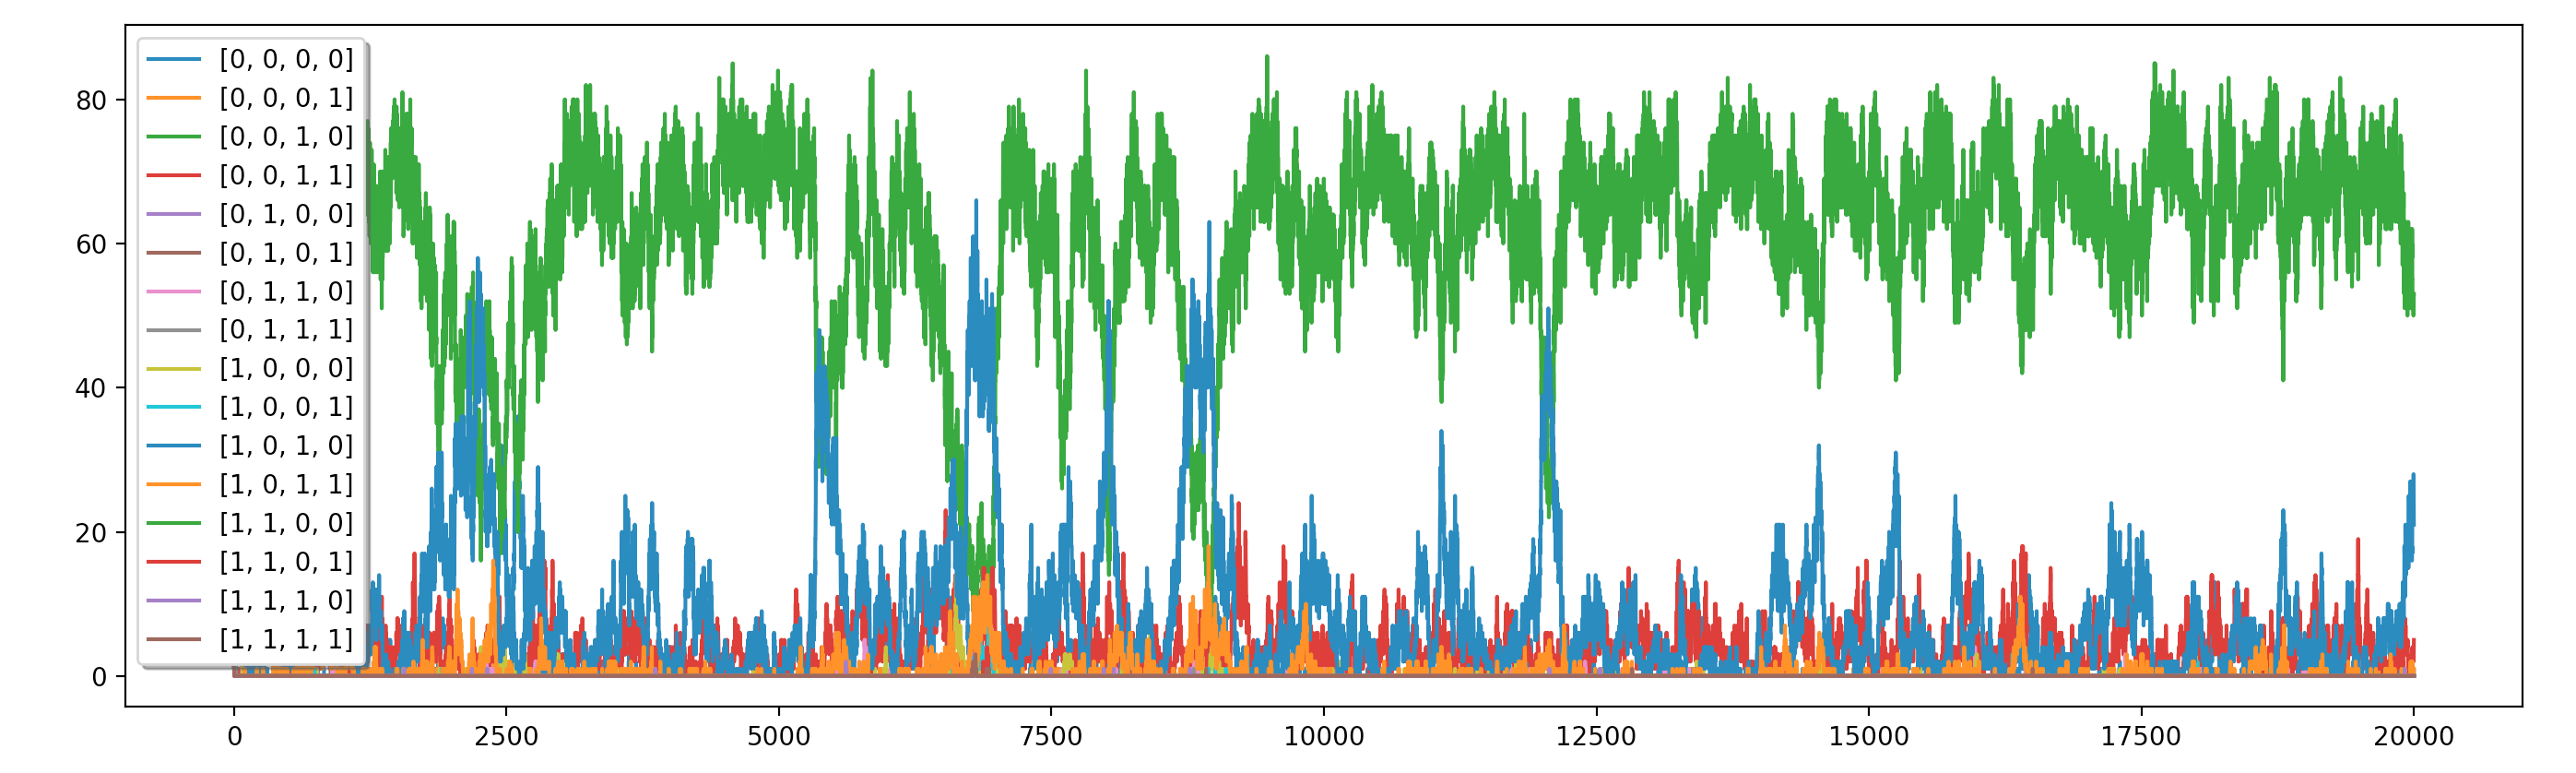 80
60
40
20
0
[0, 0, 0, 0]
[0, 0, 0, 1]
[0, 0, 1, 0]
[0, 0, 1, 1]
[0, 1, 0, 0]
[0, 1, 0, 1]
[0, 1, 1, 0]
[0, 1, 1, 1]
[1, 0, 0, 0]
[1, 0, 0, 1]
[1, 0, 1, 0]
[1, 0, 1, 1]
[1, 1, 0, 0]
[1, 1, 0, 1]
[1, 1, 1, 0]
[1, 1, 1, 1]
0 2500 5000 7500 10000 12500 15000 17500 20000